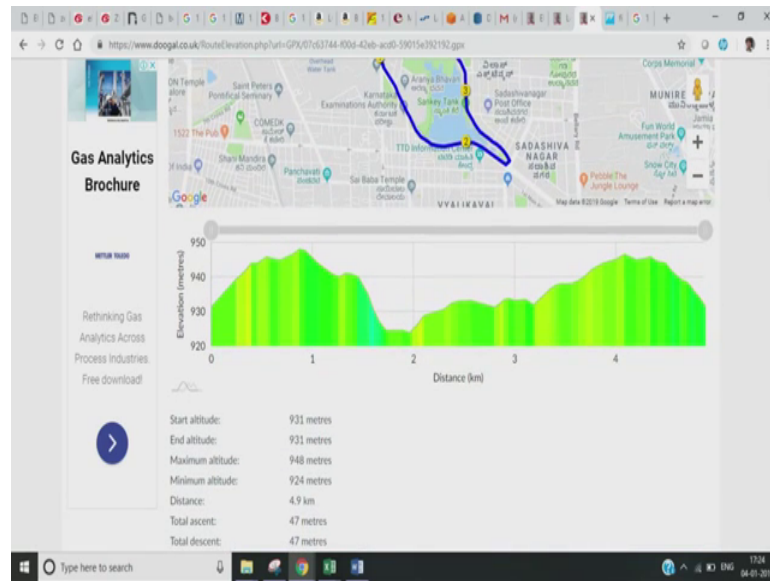 https://www.doogal.co.uk/RouteElevation.php?url=GPX/07c63744-f00d-42eb-acd0-59015e392192.gpx
Corps Memorial
Saint Peters
Pontifical Seminary
Karnataka
Examinations Authority
Aranya Bhavan
Sankey Tank
Sadashivanagar
Post Office
MUNIRE
COMEDK
1522 The Pub
TTD Information Center
SADASHIVA
NAGAR
Fun World
Amusement Park
Snow City
Shani Mandira
Panchavati
Sai Baba Temple
Pebble The
Jungle Lounge
VYALIKAVAL
3
2
+
−
Google
Map data ©2019 Google Terms of Use Report a map error
Gas Analytics
Brochure
METTLER TOLEDO
Rethinking Gas
Analytics Across
Process Industries.
Free download!
Elevation (metres)
950
940
930
920
0 1 2 3 4
Distance (km)
Start altitude: 931 metres
End altitude: 931 metres
Maximum altitude: 948 metres
Minimum altitude: 924 metres
Distance: 4.9 km
Total ascent: 47 metres
Total descent: 47 metres
Type here to search
ENG
17:24